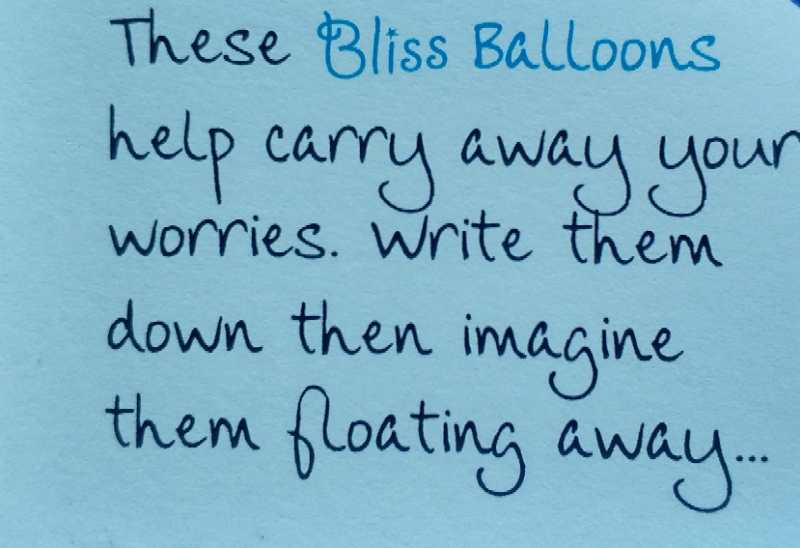 These Bliss Balloons
help carry away your
worries. Write them
down then imagine
them floating away...